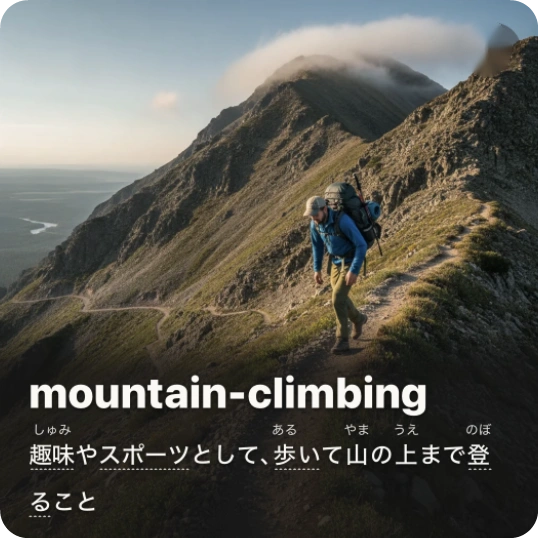 mountain-climbing
しゅみ ある やま うえ のぼ
趣味やスポーツとして、歩いて山の上まで登
ること